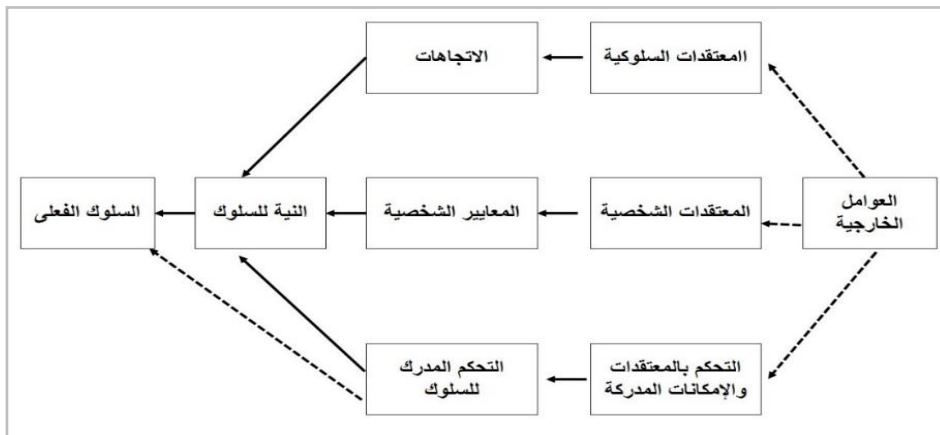 اامعتقدات السلوكية
الاتجاهات
العوامل
الخارجية
المعتقدات الشخصية
المعايير الشخصية
النية للسلوك
السلوك الفعلى
التحكم بالمعتقدات
والإمكانات المدركة
التحكم المدرك
للسلوك